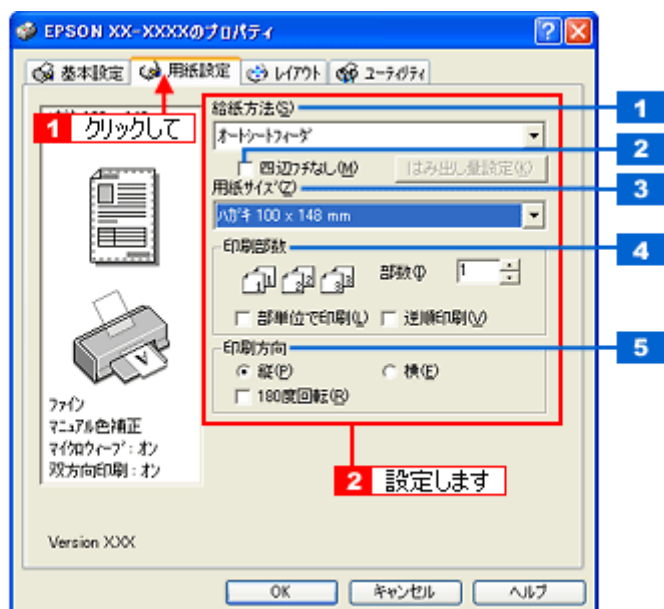 EPSON XX-XXXXのプロパティ
基本設定 用紙設定 レイアウト ユーティリティ
1 クリックして
給紙方法(S)
オートシートフィーダ
四辺フチなし(M) はみ出し量設定(K)
用紙サイズ(Z)
ハガキ 100 x 148 mm
印刷部数
部数(I) 1
部単位で印刷(L) 逆順印刷(V)
印刷方向
縦(P) 横(E)
180度回転(R)
1
2
3
4
5
ファイン
マニュアル色補正
マイクロウィーブ：オン
双方向印刷：オン
2 設定します
Version XXX
OK キャンセル ヘルプ